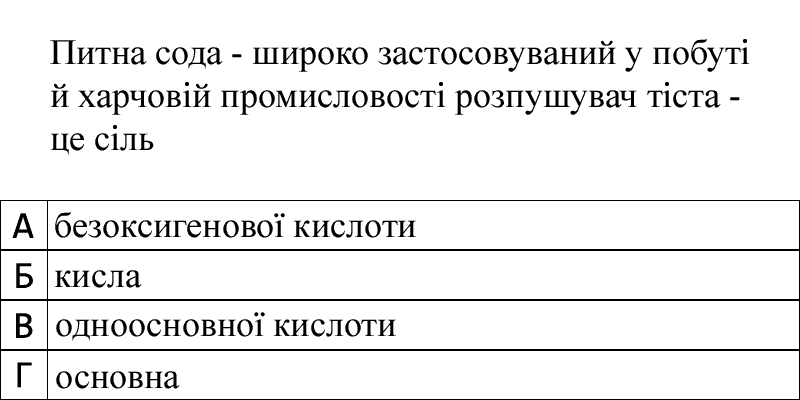 Питна сода - широко застосовуваний у побуті
й харчовій промисловості розпушувач тіста -
це сіль
А безоксигенової кислоти
Б кисла
В одноосновної кислоти
Г основна